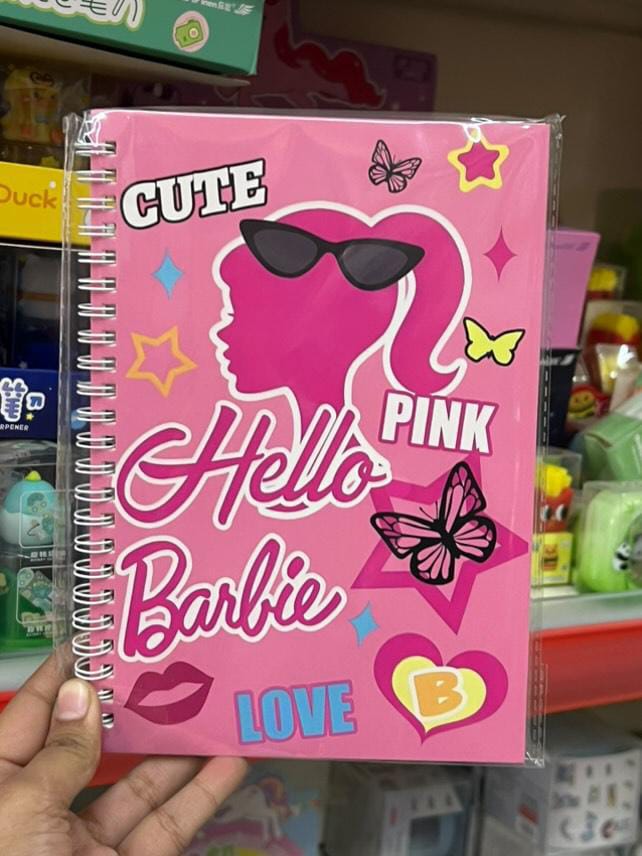 CUTE
PINK
Hello
Barbie
LOVE
B
Duck